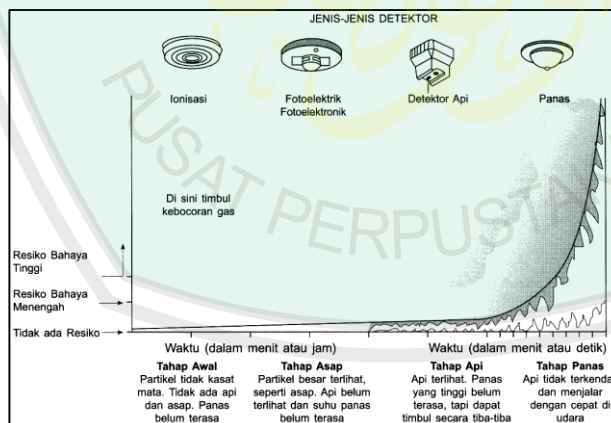 JENIS-JENIS DETEKTOR
Ionisasi
Fotoelektrik
Fotoelektronik
Detektor Api
Panas
Di sini timbul
kebocoran gas
PUSAT PERPUSTA
Resiko Bahaya
Tinggi
Resiko Bahaya
Menengah
Tidak ada Resiko
Waktu (dalam menit atau jam)
Waktu (dalam menit atau detik)
Tahap Awal
Partikel tidak kasat
mata. Tidak ada api
dan asap. Panas
belum terasa
Tahap Asap
Partikel besar terlihat,
seperti asap. Api belum
terlihat dan suhu panas
belum terasa
Tahap Api
Api terlihat. Panas
yang tinggi belum
terasa, tapi dapat
timbul secara tiba-tiba
Tahap Panas
Api tidak terkenda
dan menjalar
dengan cepat di
udara